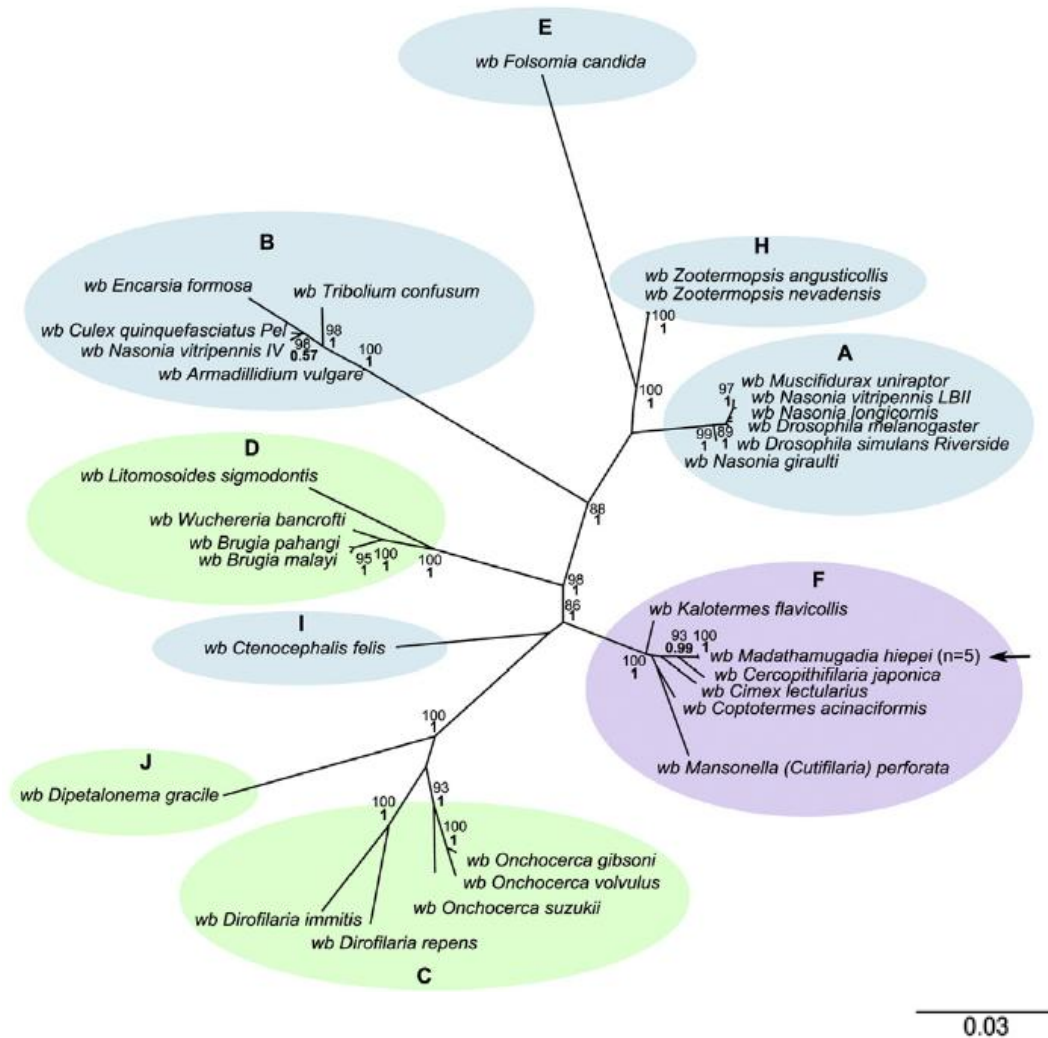 E
wb Folsomia candida
B
wb Encarsia formosa
wb Tribolium confusum
wb Culex quinquefasciatus Pel
wb Nasonia vitripennis IV
wb Armadillidium vulgare
98
1
98
0.57
100
1
H
wb Zootermopsis angusticollis
wb Zootermopsis nevadensis
100
1
100
1
A
97
1
wb Muscifidurax uniraptor
wb Nasonia vitripennis LBII
wb Nasonia longicornis
wb Drosophila melanogaster
wb Drosophila simulans Riverside
wb Nasonia giraulti
99
1
89
1
88
1
D
wb Litomosoides sigmodontis
wb Wuchereria bancrofti
wb Brugia pahangi
wb Brugia malayi
95
1
100
1
100
1
98
1
86
1
I
wb Ctenocephalis felis
F
wb Kalotermes flavicollis
93
0.99
100
1
wb Madathamugadia hiepei (n=5)
wb Cercopithifilaria japonica
wb Cimex lectularius
wb Coptotermes acinaciformis
wb Mansonella (Cutifilaria) perforata
100
1
100
1
J
wb Dipetalonema gracile
100
1
93
1
100
1
wb Onchocerca gibsoni
wb Onchocerca volvulus
wb Onchocerca suzukii
wb Dirofilaria immitis
wb Dirofilaria repens
C
0.03